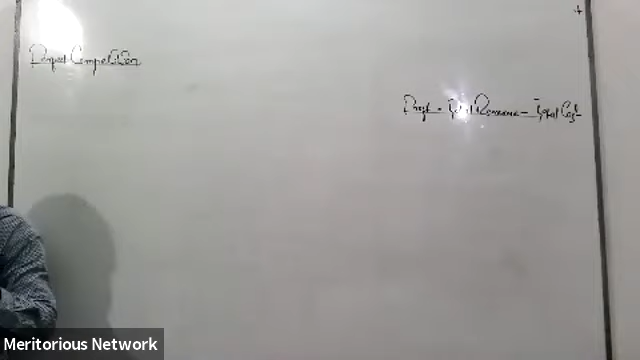 Perfect Competition
Profit = Total Revenue - Total Cost
Meritorious Network